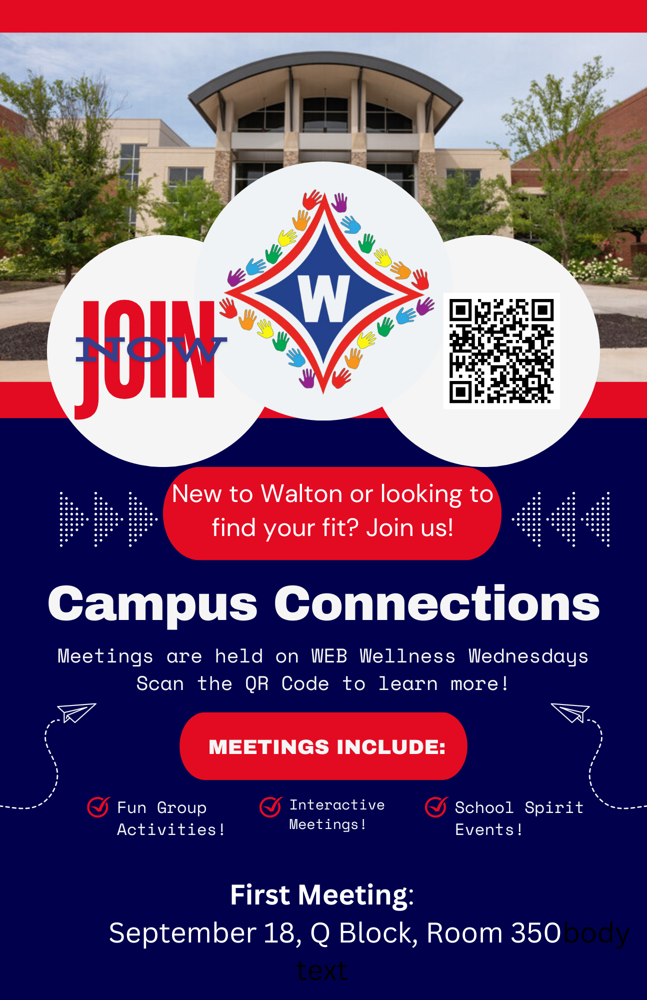 JOIN
NOW
W
New to Walton or looking to
find your fit? Join us!
Campus Connections
Meetings are held on WEB Wellness Wednesdays
Scan the QR Code to learn more!
MEETINGS INCLUDE:
Fun Group
Activities!
Interactive
Meetings!
School Spirit
Events!
First Meeting:
September 18, Q Block, Room 350body
text